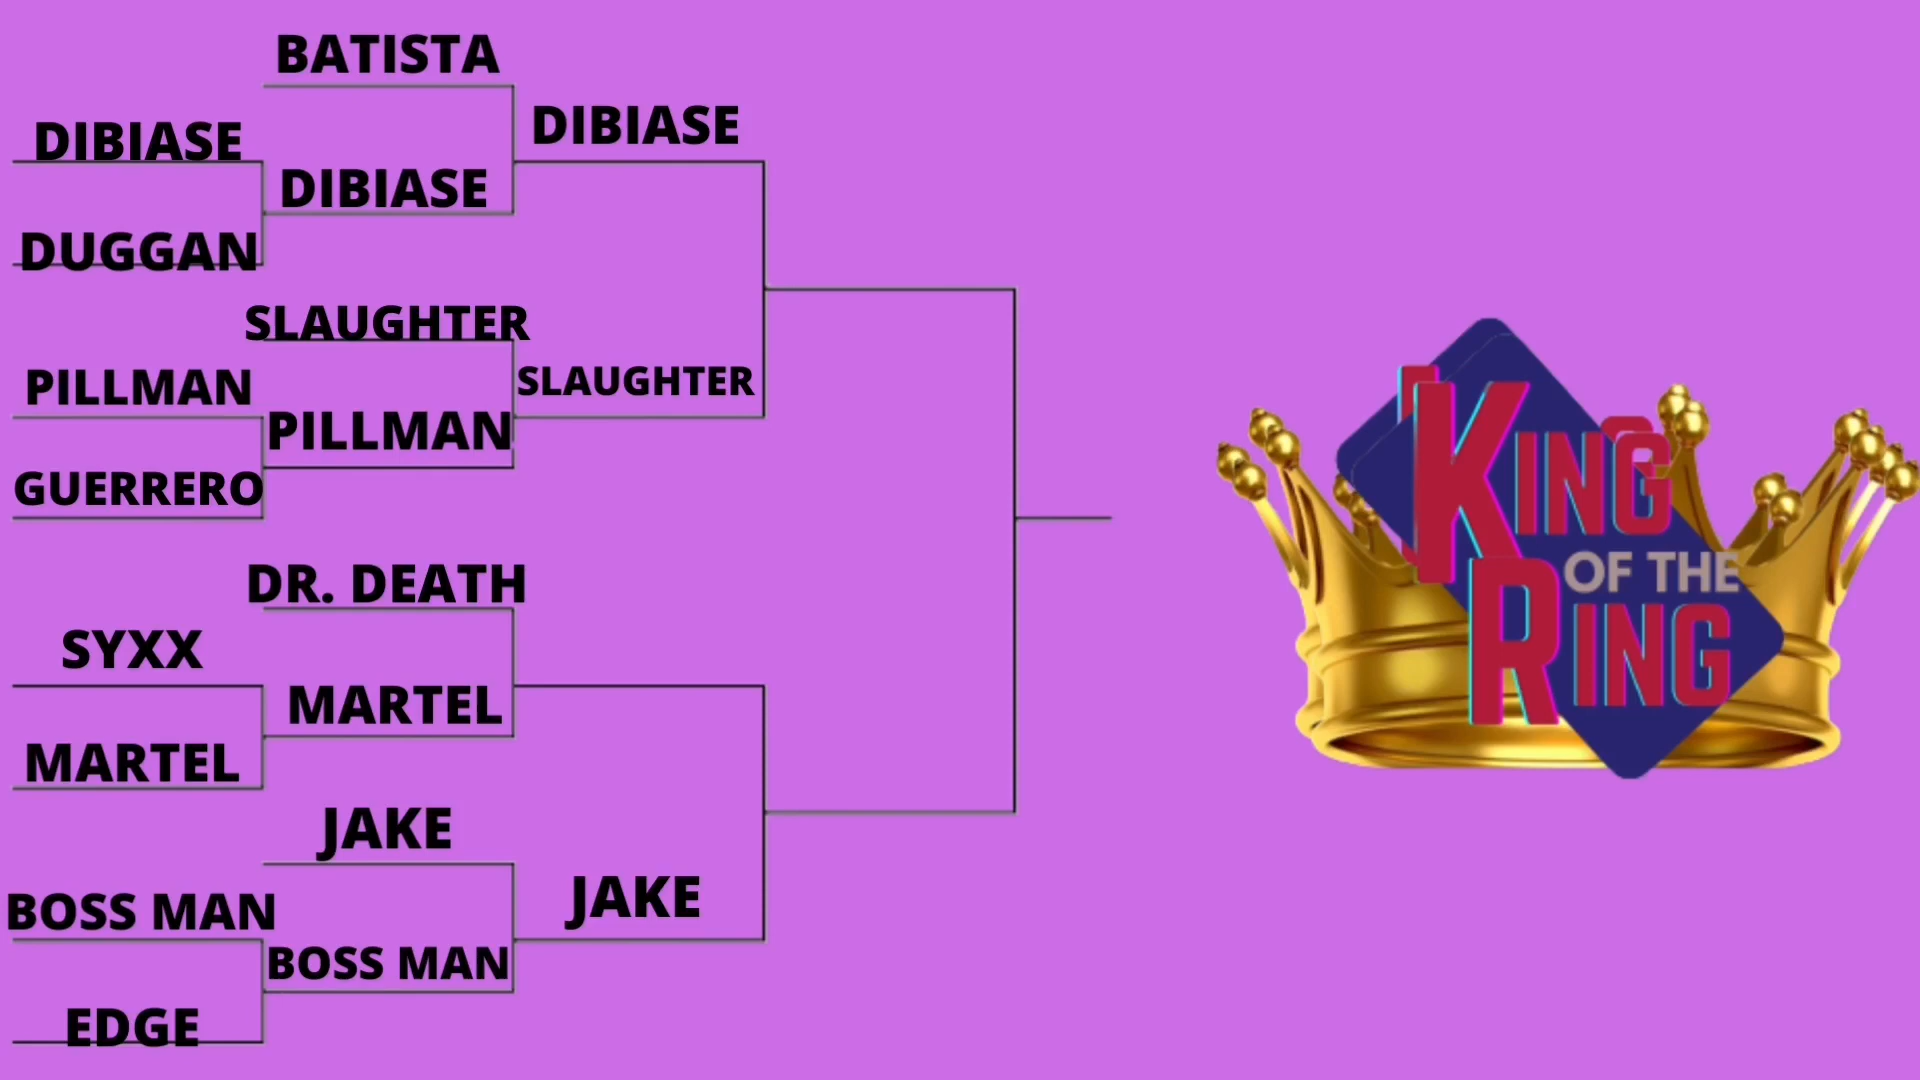 BATISTA
DIBIASE
DIBIASE
DIBIASE
DUGGAN
SLAUGHTER
PILLMAN
SLAUGHTER
PILLMAN
GUERRERO
DR. DEATH
SYXX
MARTEL
MARTEL
JAKE
BOSS MAN
JAKE
BOSS MAN
EDGE
KING
OF THE
RING